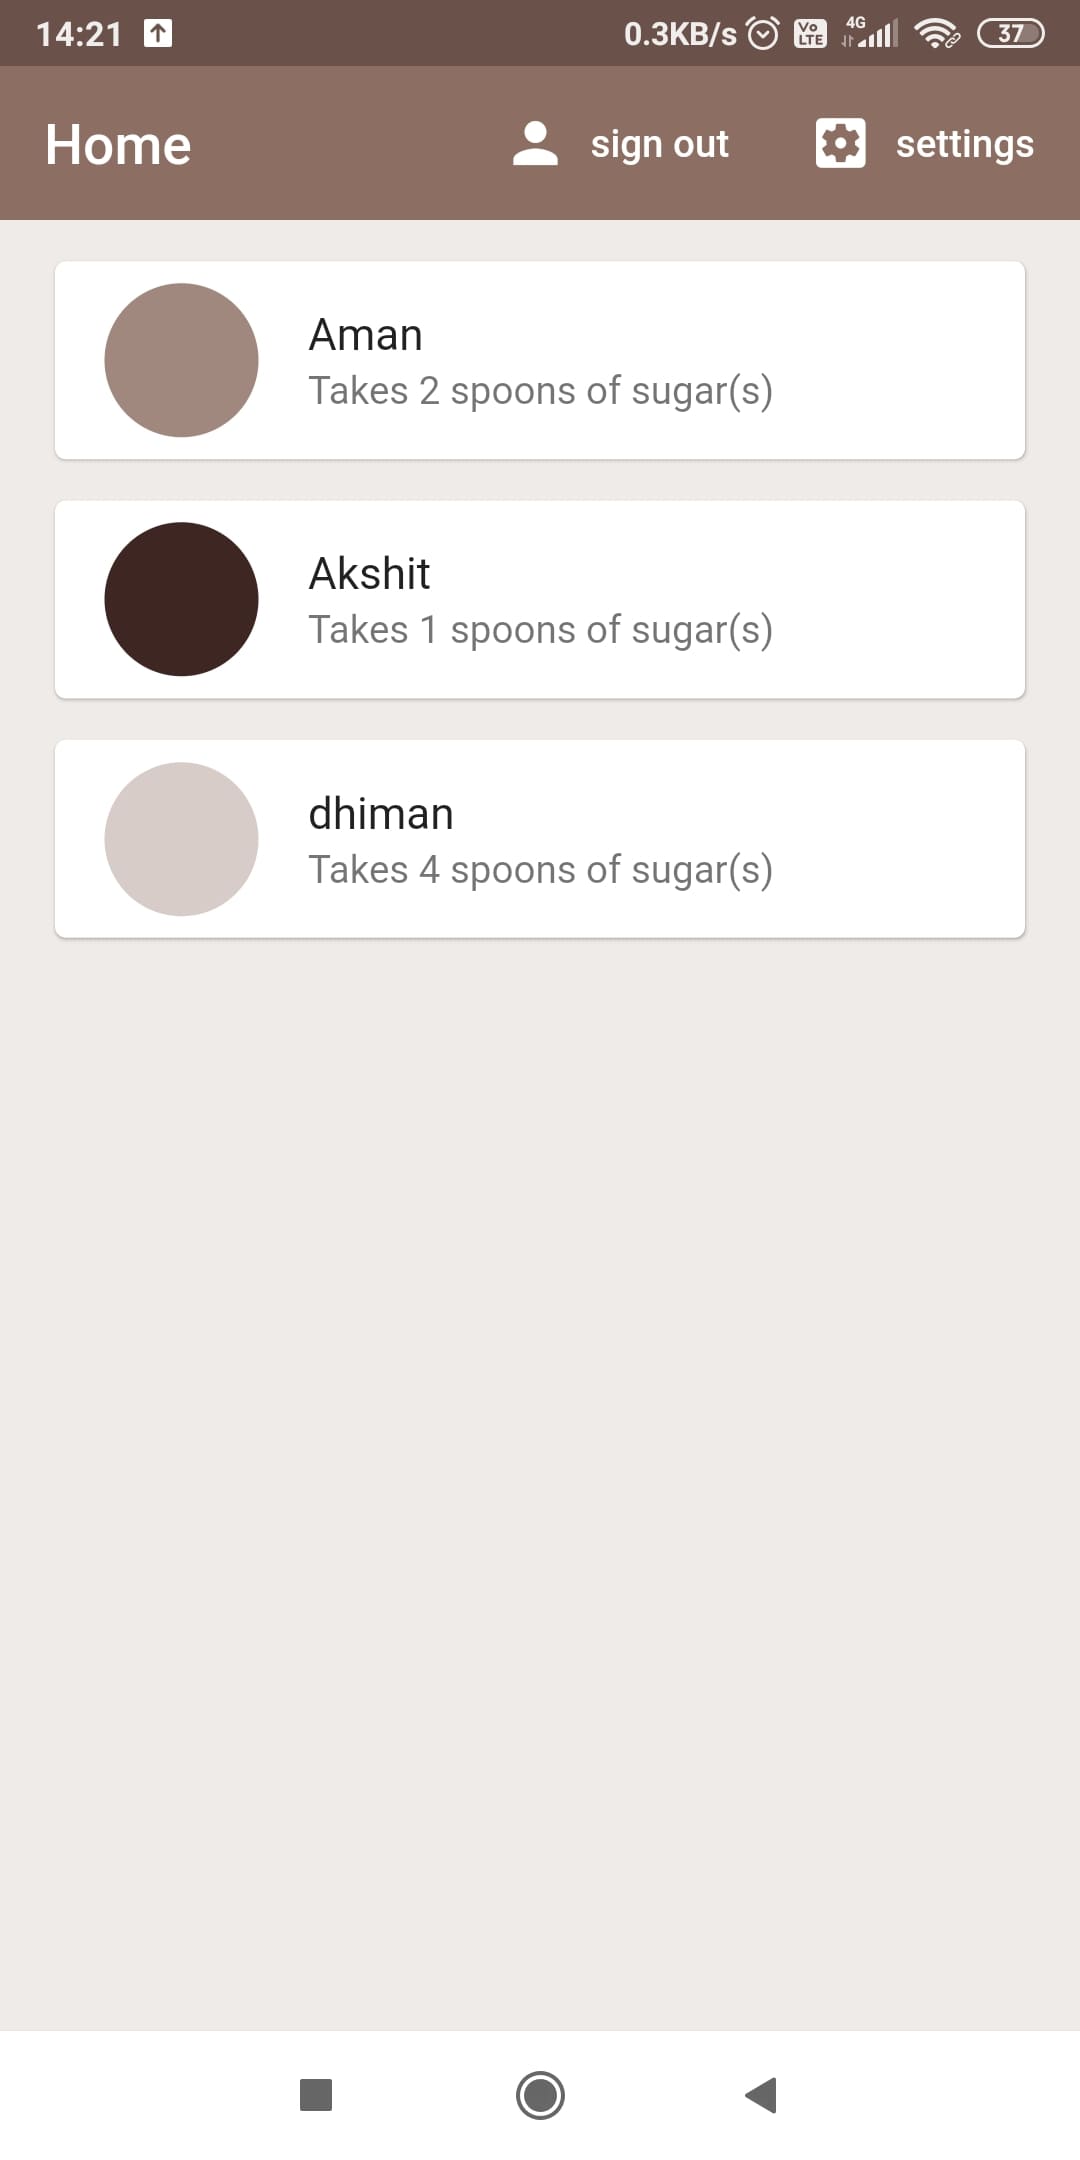 14:21 0.3KB/s Vo LTE 4G 37
Home sign out settings
Aman
Takes 2 spoons of sugar(s)
Akshit
Takes 1 spoons of sugar(s)
dhiman
Takes 4 spoons of sugar(s)